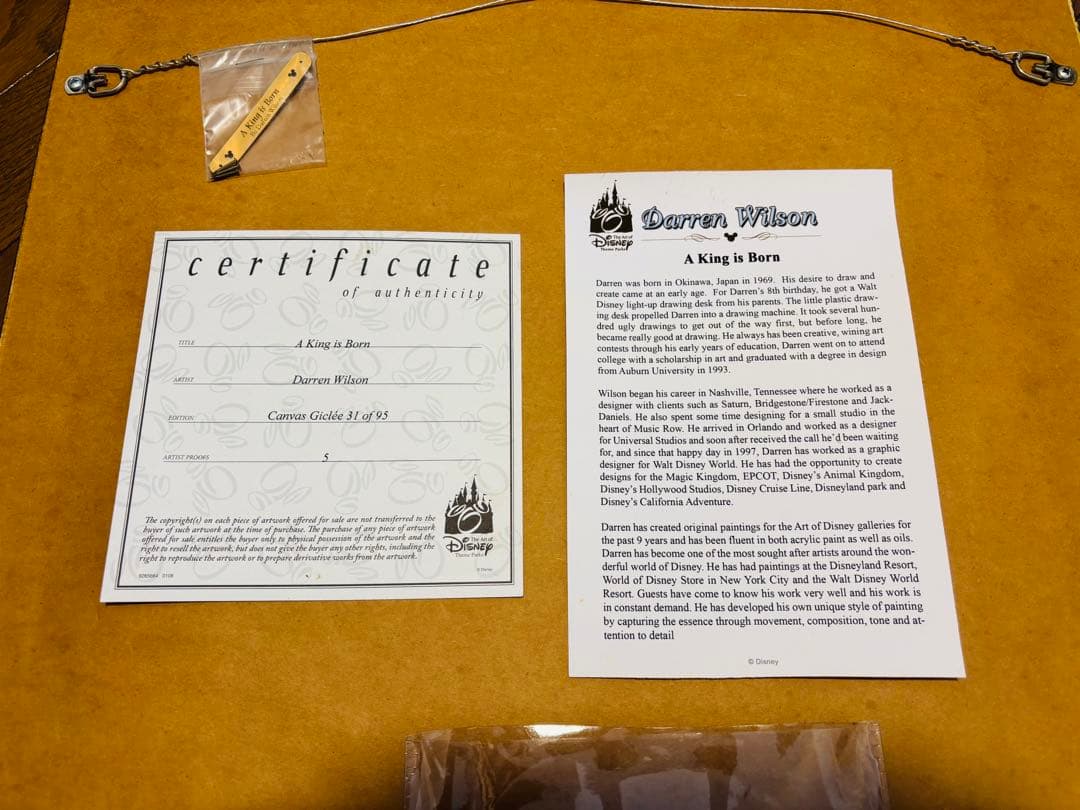 A King is Born
By Darren Wilson
certificate
of authenticity
TITLE A King is Born
ARTIST Darren Wilson
EDITION Canvas Giclée 31 of 95
ARTIST PROOFS 5
The copyright(s) on each piece of artwork offered for sale are not transferred to the
buyer of such artwork at the time of purchase. The purchase of any piece of artwork
offered for sale entitles the buyer only to physical possession of the artwork and the
right to resell the artwork, but does not give the buyer any other rights, including the
right to reproduce the artwork or to prepare derivative works from the artwork.
The Art of
Disney
Theme Parks
© Disney
The Art of
Disney
Theme Parks
Darren Wilson
A King is Born
Darren was born in Okinawa, Japan in 1969. His desire to draw and
create came at an early age. For Darren's 8th birthday, he got a Walt
Disney light-up drawing desk from his parents. The little plastic draw-
ing desk propelled Darren into a drawing machine. It took several hun-
dred ugly drawings to get out of the way first, but before long, he
became really good at drawing. He always has been creative, wining art
contests through his early years of education, Darren went on to attend
college with a scholarship in art and graduated with a degree in design
from Auburn University in 1993.
Wilson began his career in Nashville, Tennessee where he worked as a
designer with clients such as Saturn, Bridgestone/Firestone and Jack-
Daniels. He also spent some time designing for a small studio in the
heart of Music Row. He arrived in Orlando and worked as a designer
for Universal Studios and soon after received the call he'd been waiting
for, and since that happy day in 1997, Darren has worked as a graphic
designer for Walt Disney World. He has had the opportunity to create
designs for the Magic Kingdom, EPCOT, Disney's Animal Kingdom,
Disney's Hollywood Studios, Disney Cruise Line, Disneyland park and
Disney's California Adventure.
Darren has created original paintings for the Art of Disney galleries for
the past 9 years and has been fluent in both acrylic paint as well as oils.
Darren has become one of the most sought after artists around the won-
derful world of Disney. He has had paintings at the Disneyland Resort,
World of Disney Store in New York City and the Walt Disney World
Resort. Guests have come to know his work very well and his work is
in constant demand. He has developed his own unique style of painting
by capturing the essence through movement, composition, tone and at-
tention to detail
© Disney